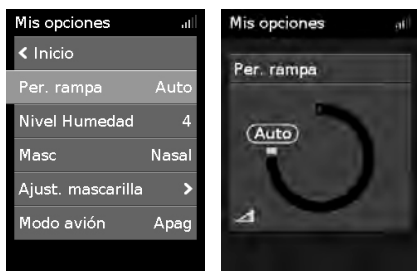 Mis opciones
Inicio
Per. rampa Auto
Nivel Humedad 4
Masc Nasal
Ajust. mascarilla
Modo avión Apag
Mis opciones
Per. rampa
Auto